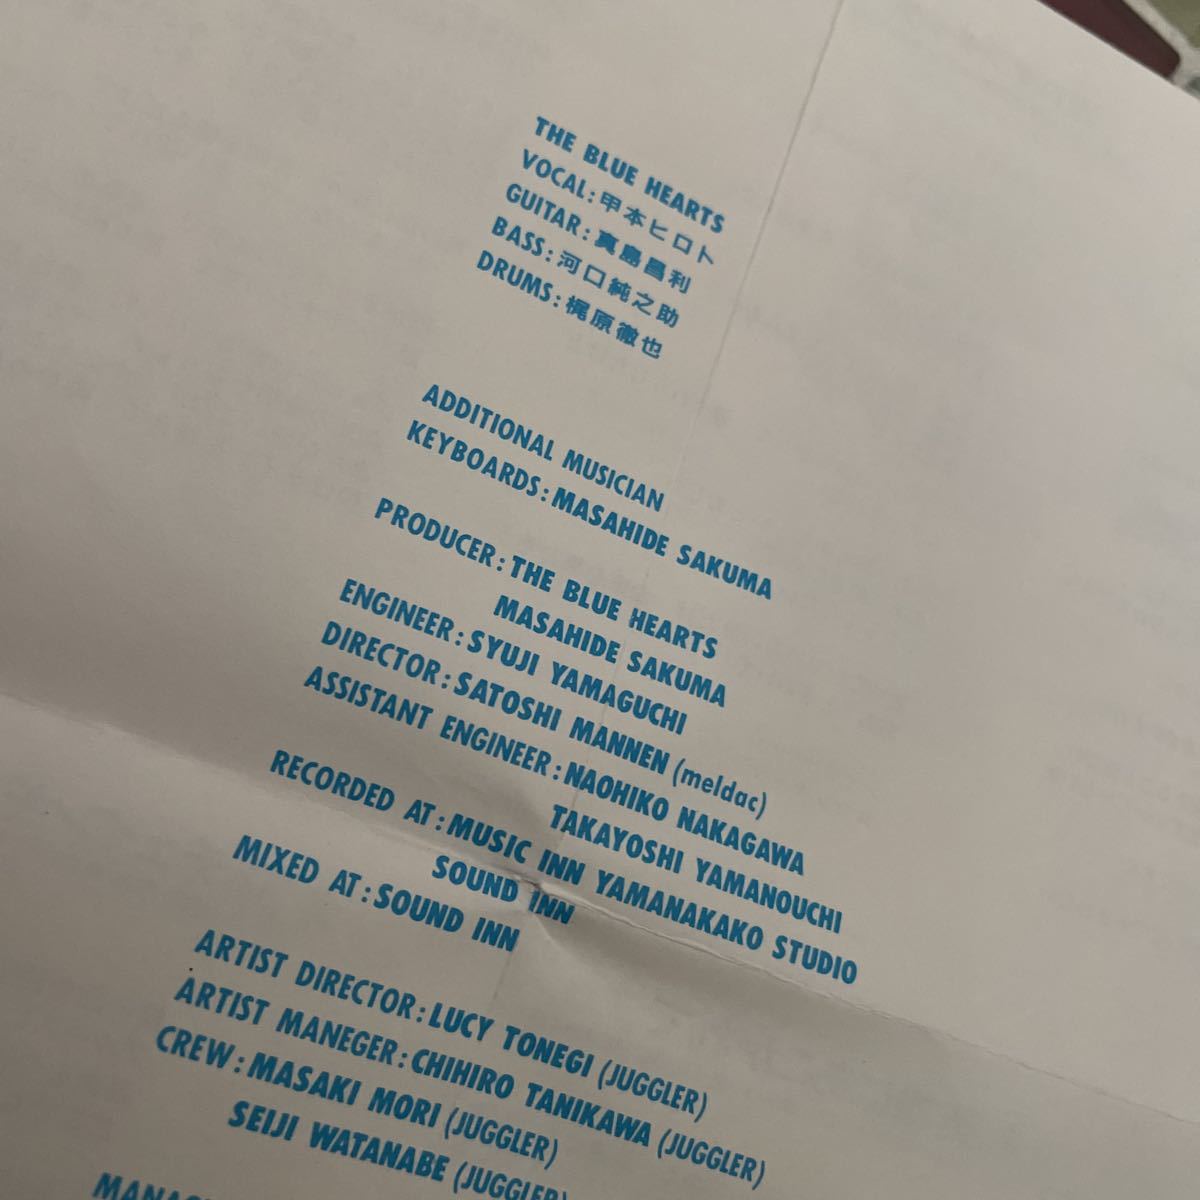 THE BLUE HEARTS
VOCAL:甲本ヒロト
GUITAR:真島昌利
BASS:河口純之助
DRUMS:梶原徹也
ADDITIONAL MUSICIAN
KEYBOARDS:MASAHIDE SAKUMA
PRODUCER:THE BLUE HEARTS
MASAHIDE SAKUMA
ENGINEER:SYUJI YAMAGUCHI
DIRECTOR:SATOSHI MANNEN (meldac)
ASSISTANT ENGINEER:NAOHIKO NAKAGAWA
TAKAYOSHI YAMANOUCHI
RECORDED AT:MUSIC INN YAMANAKAKO STUDIO
SOUND INN
MIXED AT:SOUND INN
ARTIST DIRECTOR:LUCY TONEGI (JUGGLER)
ARTIST MANEGER:CHIHIRO TANIKAWA (JUGGLER)
CREW:MASAKI MORI (JUGGLER)
SEIJI WATANABE (JUGGLER)